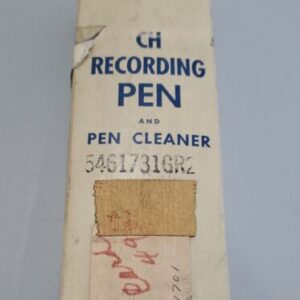 CH
RECORDING
PEN
AND
PEN CLEANER
5461731GR2